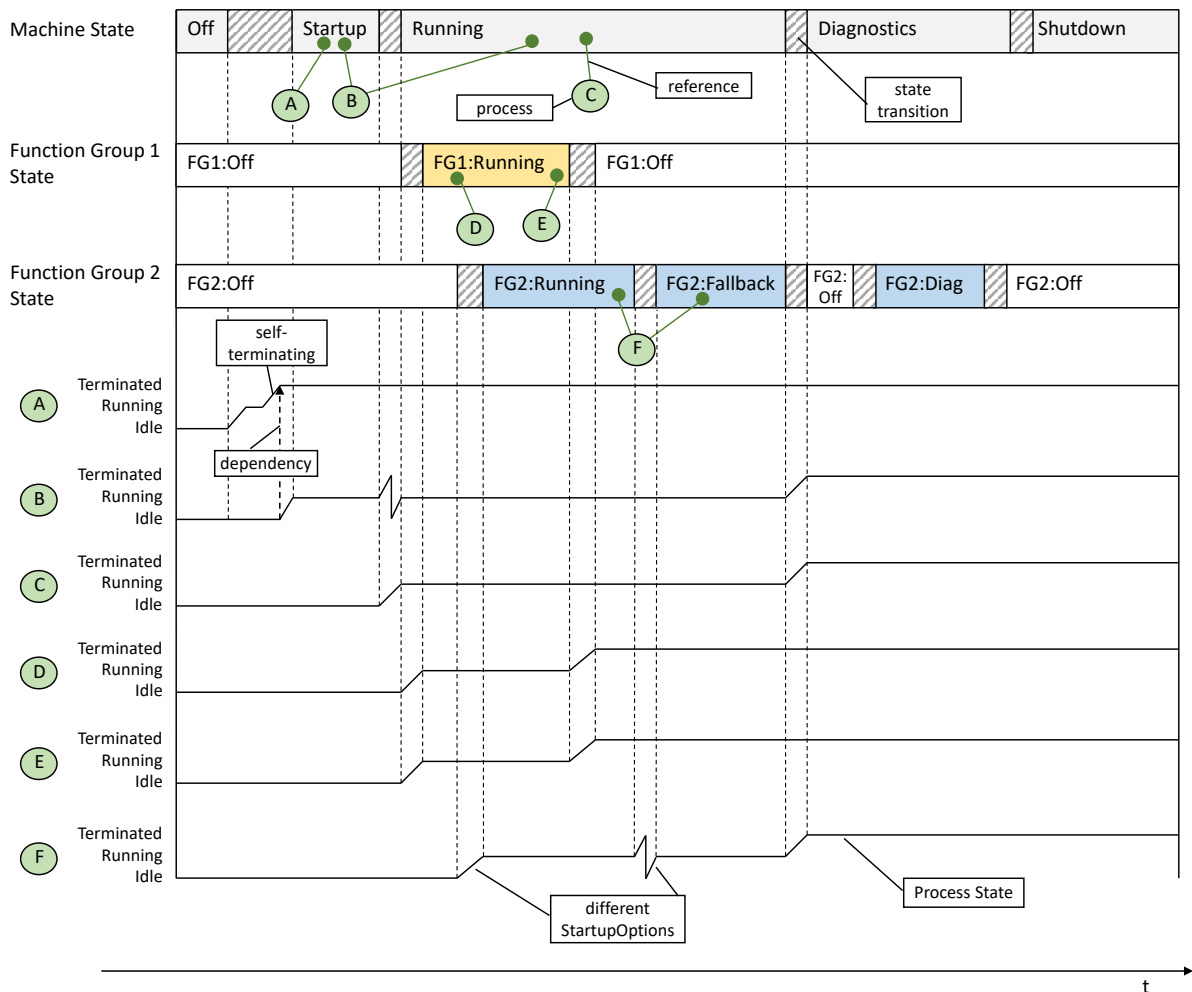 Machine State
Off
Startup
Running
Diagnostics
Shutdown
A
B
C
process
reference
state
transition
Function Group 1
State
FG1:Off
FG1:Running
FG1:Off
D
E
Function Group 2
State
FG2:Off
FG2:Running
FG2:Fallback
FG2:
Off
FG2:Diag
FG2:Off
F
self-
terminating
A
Terminated
Running
Idle
dependency
B
Terminated
Running
Idle
C
Terminated
Running
Idle
D
Terminated
Running
Idle
E
Terminated
Running
Idle
F
Terminated
Running
Idle
different
StartupOptions
Process State
t